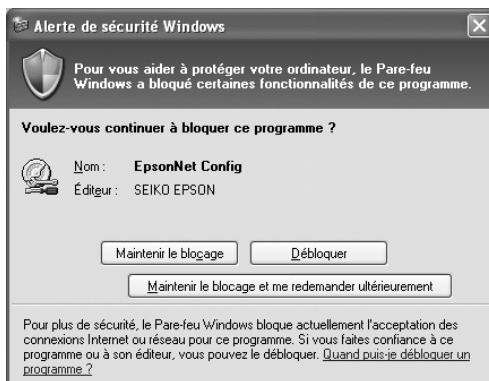 Alerte de sécurité Windows
Pour vous aider à protéger votre ordinateur, le Pare-feu
Windows a bloqué certaines fonctionnalités de ce programme.
Voulez-vous continuer à bloquer ce programme ?
Nom : EpsonNet Config
Éditeur : SEIKO EPSON
Maintenir le blocage Débloquer
Maintenir le blocage et me redemander ultérieurement
Pour plus de sécurité, le Pare-feu Windows bloque actuellement l'acceptation des
connexions Internet ou réseau pour ce programme. Si vous faites confiance à ce
programme ou à son éditeur, vous pouvez le débloquer. Quand puis-je débloquer un
programme ?